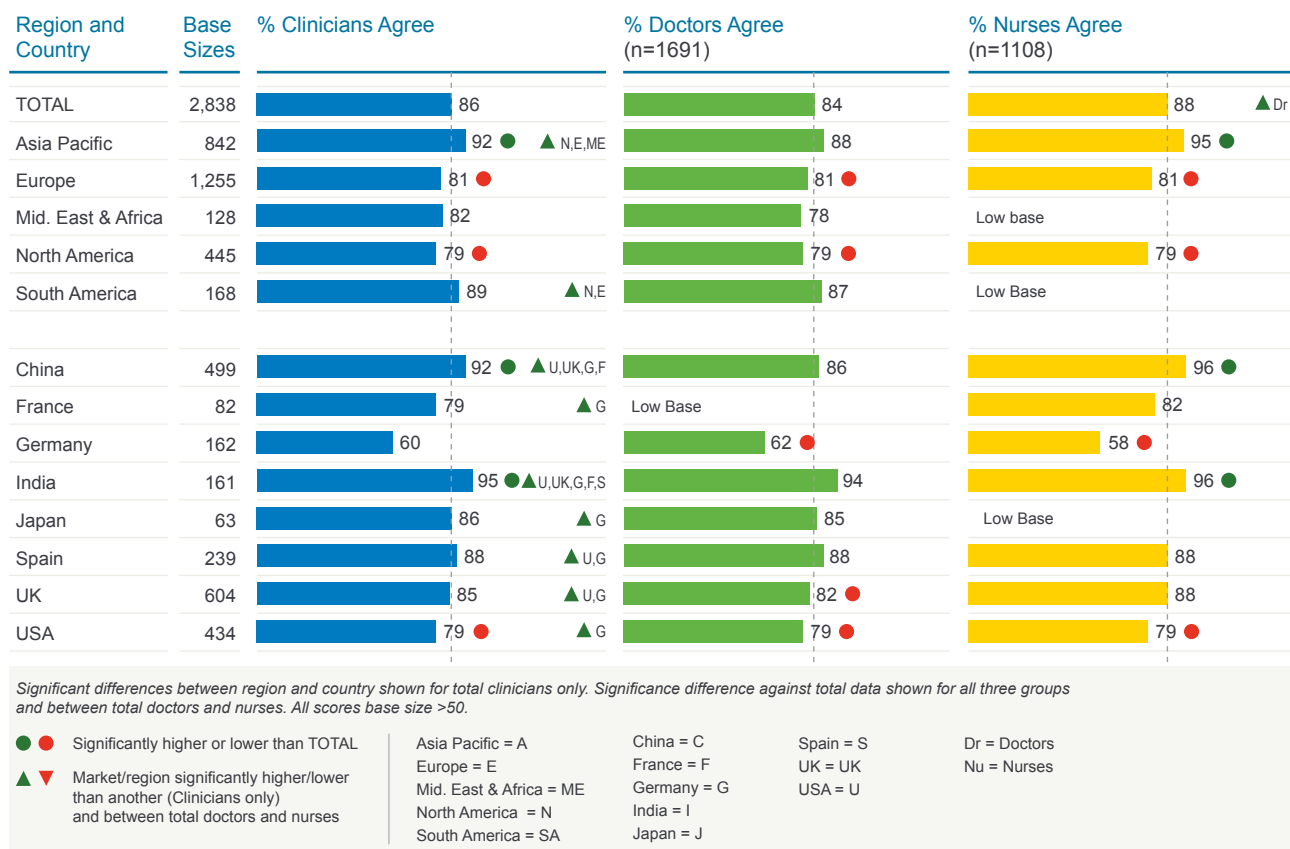 Region and Country Base Sizes % Clinicians Agree % Doctors Agree (n=1691) % Nurses Agree (n=1108)
TOTAL 2,838 86 84 88 Dr
Asia Pacific 842 92 N,E,ME 88 95
Europe 1,255 81 81 81
Mid. East & Africa 128 82 78 Low base
North America 445 79 79 79
South America 168 89 N,E 87 Low Base
China 499 92 U,UK,G,F 86 96
France 82 79 G Low Base 82
Germany 162 60 62 58
India 161 95 U,UK,G,F,S 94 96
Japan 63 86 G 85 Low Base
Spain 239 88 U,G 88 88
UK 604 85 U,G 82 88
USA 434 79 G 79 79
Significant differences between region and country shown for total clinicians only. Significance difference against total data shown for all three groups
and between total doctors and nurses. All scores base size >50.
Significantly higher or lower than TOTAL
Market/region significantly higher/lower
than another (Clinicians only)
and between total doctors and nurses
Asia Pacific = A
Europe = E
Mid. East & Africa = ME
North America = N
South America = SA
China = C
France = F
Germany = G
India = I
Japan = J
Spain = S
UK = UK
USA = U
Dr = Doctors
Nu = Nurses